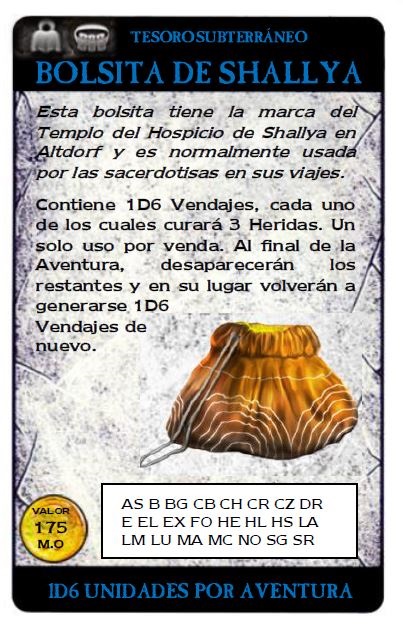 TESORO SUBTERRÁNEO
BOLSITA DE SHALLYA
Esta bolsita tiene la marca del
Templo del Hospicio de Shallya en
Altdorf y es normalmente usada
por las sacerdotisas en sus viajes.
Contiene 1D6 Vendajes, cada uno
de los cuales curará 3 Heridas. Un
solo uso por venda. Al final de la
Aventura, desaparecerán los
restantes y en su lugar volverán a
generarse 1D6
Vendajes de
nuevo.
VALOR
175
M.O
AS B BG CB CH CR CZ DR
E EL EX FO HE HL HS LA
LM LU MA MC NO SG SR
1D6 UNIDADES POR AVENTURA